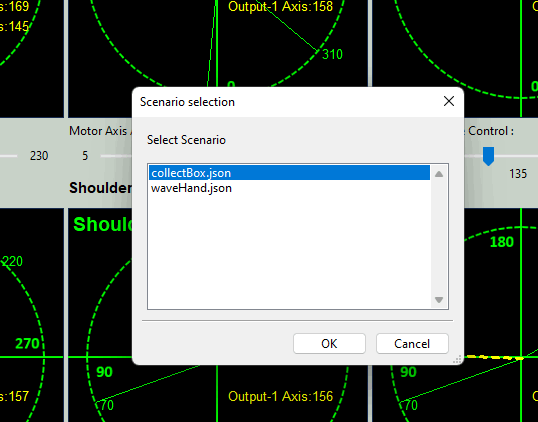 :169
Output-1 Axis:158
Output
:145
310
0
Scenario selection
Select Scenario
Motor Axis
Control :
230
5
135
collectBox.json
waveHand.json
Shoulder
Shoul
180
220
270
90
90
OK
Cancel
70
70
:157
Output-1 Axis:156
Output